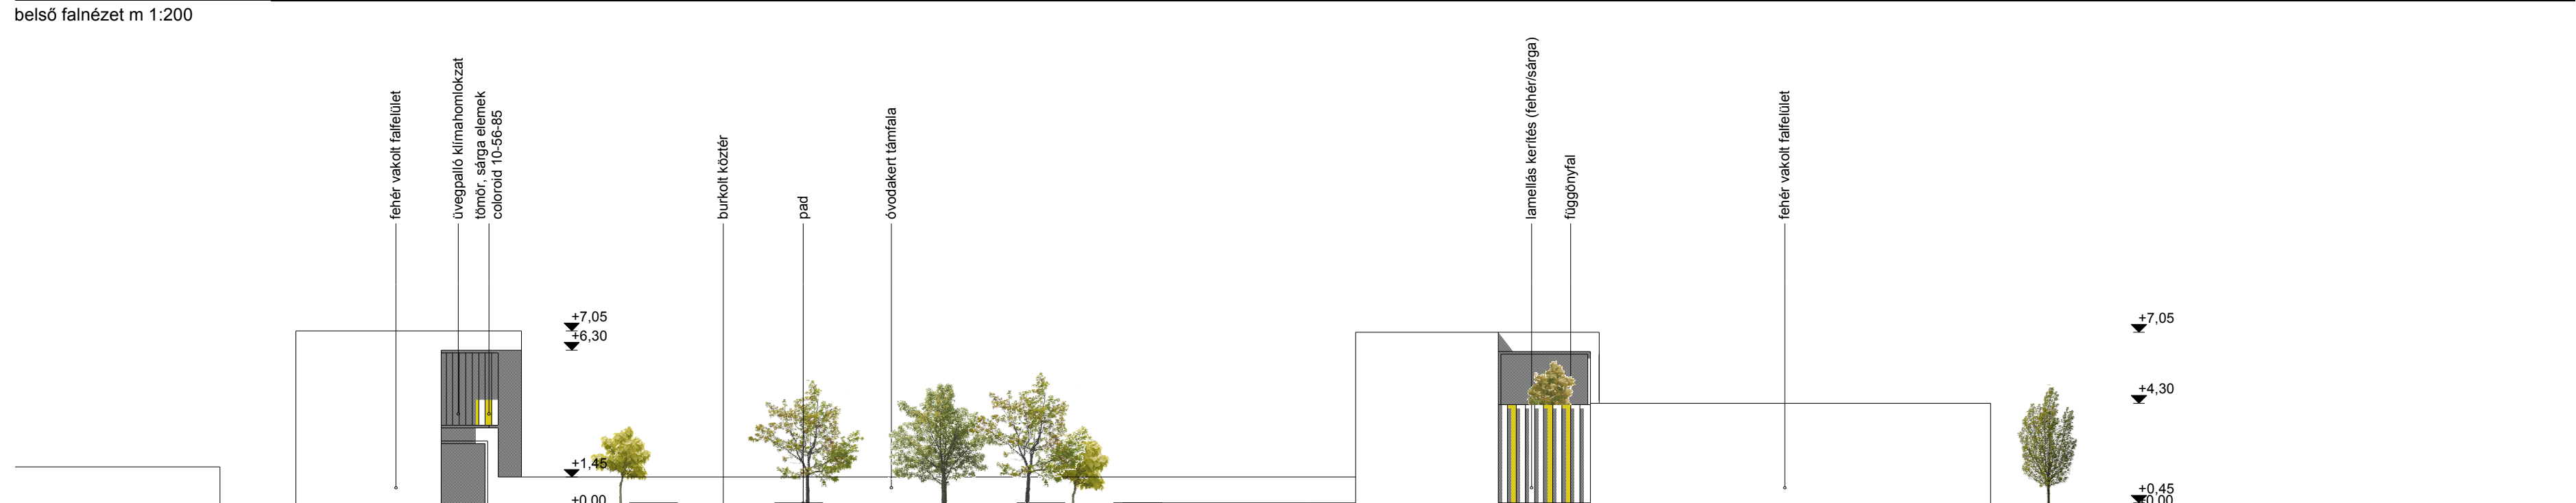 belső falnézet m 1:200
fehér vakolt falfelület
üvegpalló klímahomlokzat
tömör, sárga elemek
coloroid 10-56-85
burkolt köztér
pad
óvodakert támfala
lamellás kerítés (fehér/sárga)
függönyfal
fehér vakolt falfelület
+7,05
+6,30
+1,45
+0,00
+7,05
+4,30
+0,45
±0,00